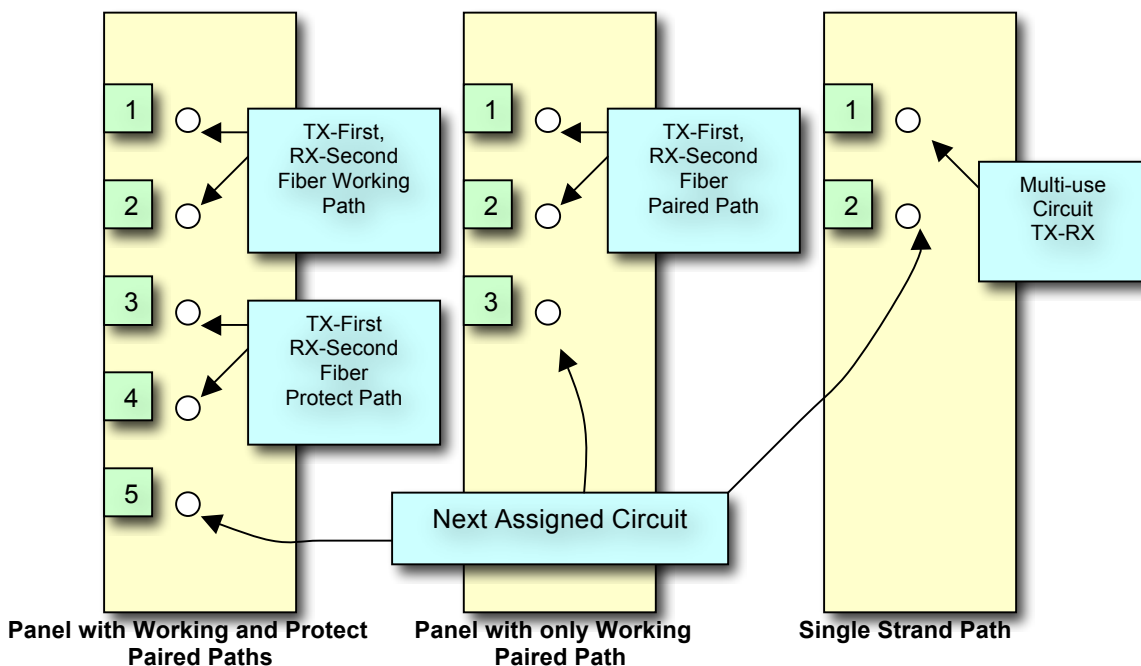 1
2
3
4
5
TX-First,
RX-Second
Fiber Working
Path
TX-First
RX-Second
Fiber
Protect Path
1
2
3
TX-First,
RX-Second
Fiber
Paired Path
1
2
Multi-use
Circuit
TX-RX
Next Assigned Circuit
Panel with Working and Protect
Paired Paths
Panel with only Working
Paired Path
Single Strand Path